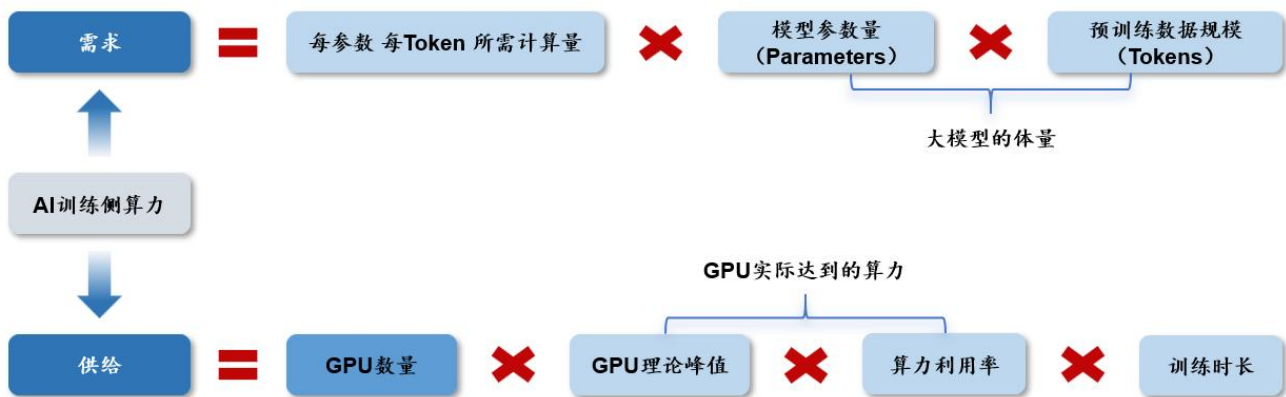 需求
=
每参数 每Token 所需计算量
×
模型参数量
（Parameters）
×
预训练数据规模
（Tokens）
大模型的体量
AI训练侧算力
GPU实际达到的算力
供给
=
GPU数量
×
GPU理论峰值
×
算力利用率
×
训练时长